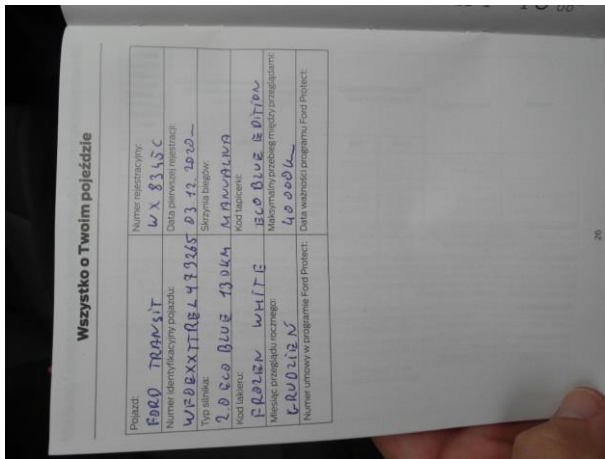 Wszystko o Twoim pojeździe
Pojazd:
FORD TRANSIT
Numer rejestracyjny:
WX 8345C
Numer identyfikacyjny pojazdu:
WF0EXXTTREL479265
Data pierwszej rejestracji:
03.12.2020
Typ silnika:
2.0 ECO BLUE 130KM
Skrzynia biegów:
MANUALNA
Kod lakieru:
FROZEN WHITE
Kod tapicerki:
ECO BLUE EDITION
Miesiąc przeglądu rocznego:
GRUDZIEŃ
Maksymalny przebieg między przeglądami:
40 000
Numer umowy w programie Ford Protect:
Data ważności programu Ford Protect:
26